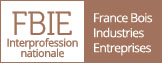 FBIE
Interprofession
nationale
France Bois
Industries
Entreprises